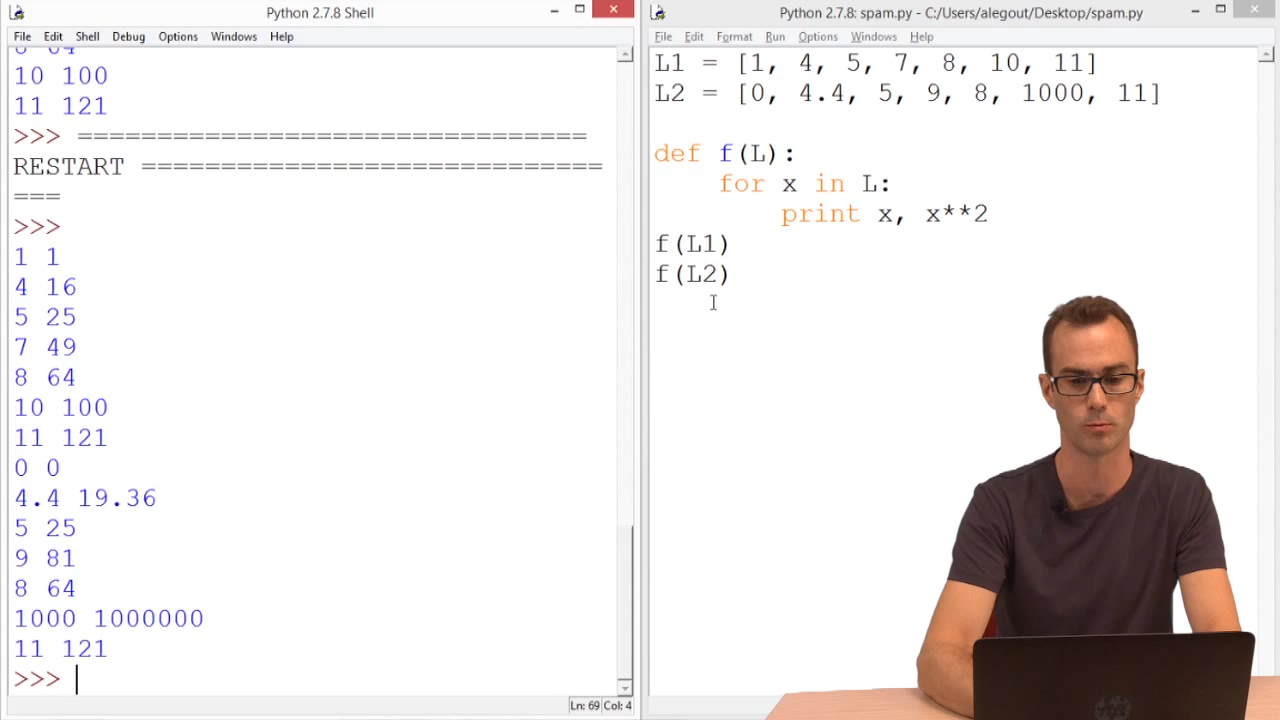 Python 2.7.8 Shell
File Edit Shell Debug Options Windows Help
10 100
11 121
>>> ================================
RESTART =============================
===
>>>
1 1
4 16
5 25
7 49
8 64
10 100
11 121
0 0
4.4 19.36
5 25
9 81
8 64
1000 1000000
11 121
>>>
Ln: 69 Col: 4
Python 2.7.8: spam.py - C:/Users/alegout/Desktop/spam.py
File Edit Format Run Options Windows Help
L1 = [1, 4, 5, 7, 8, 10, 11]
L2 = [0, 4.4, 5, 9, 8, 1000, 11]
def f(L):
    for x in L:
        print x, x**2
f(L1)
f(L2)